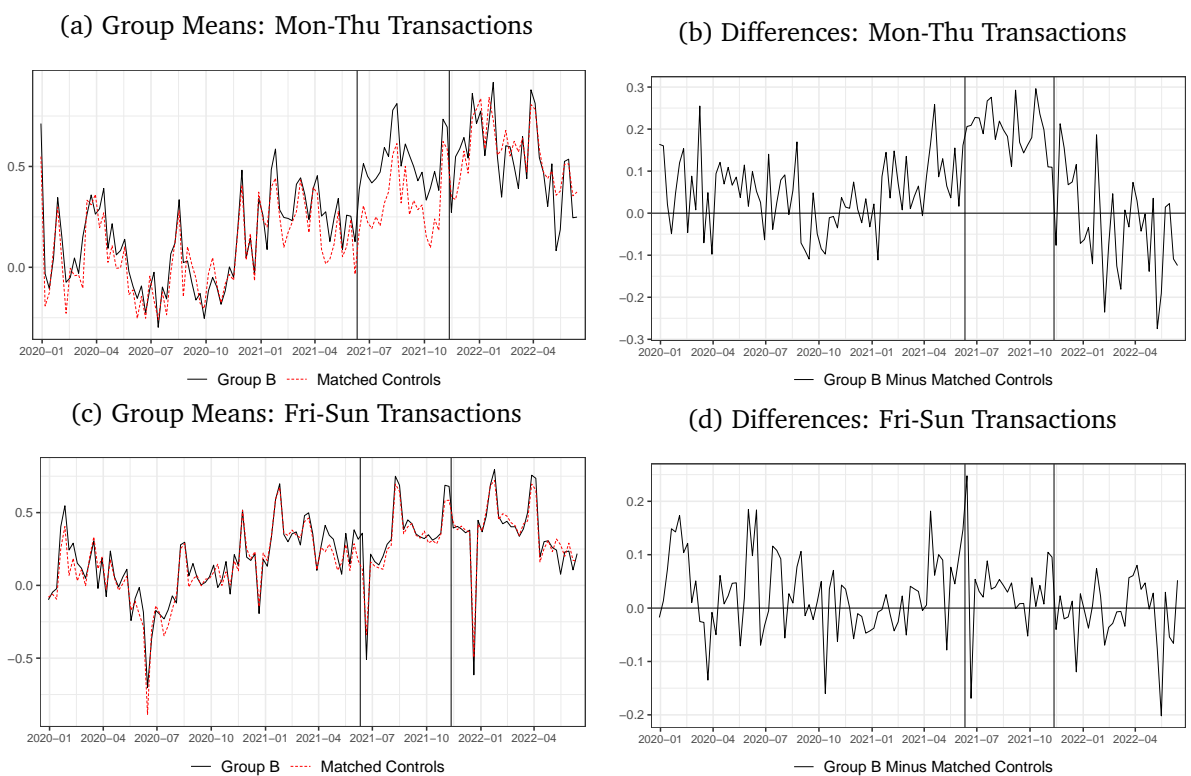 (a) Group Means: Mon-Thu Transactions
0.5
0.0
2020−01 2020−04 2020−07 2020−10 2021−01 2021−04 2021−07 2021−10 2022−01 2022−04
Group B Matched Controls
(b) Differences: Mon-Thu Transactions
0.3
0.2
0.1
0.0
−0.1
−0.2
−0.3
2020−01 2020−04 2020−07 2020−10 2021−01 2021−04 2021−07 2021−10 2022−01 2022−04
Group B Minus Matched Controls
(c) Group Means: Fri-Sun Transactions
0.5
0.0
−0.5
2020−01 2020−04 2020−07 2020−10 2021−01 2021−04 2021−07 2021−10 2022−01 2022−04
Group B Matched Controls
(d) Differences: Fri-Sun Transactions
0.2
0.1
0.0
−0.1
−0.2
2020−01 2020−04 2020−07 2020−10 2021−01 2021−04 2021−07 2021−10 2022−01 2022−04
Group B Minus Matched Controls